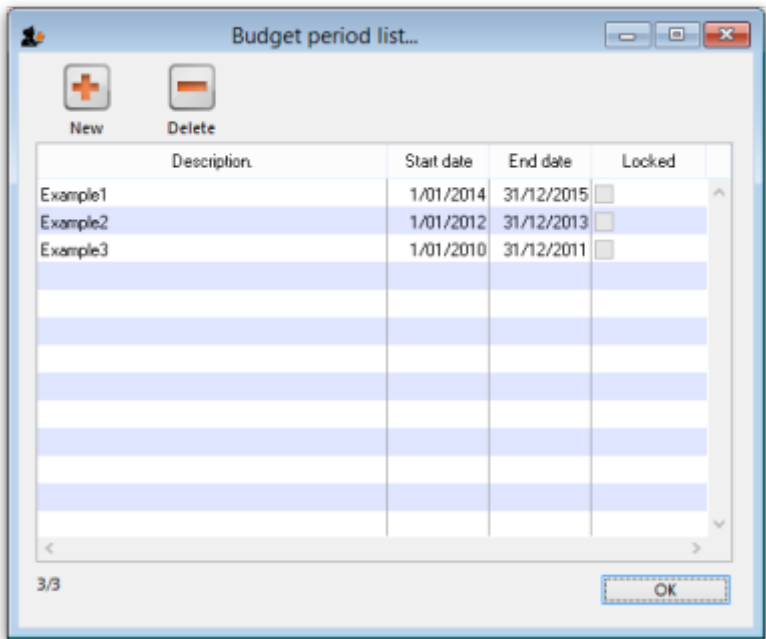 Budget period list...
New Delete
Description. Start date End date Locked
Example1 1/01/2014 31/12/2015
Example2 1/01/2012 31/12/2013
Example3 1/01/2010 31/12/2011
3/3 OK